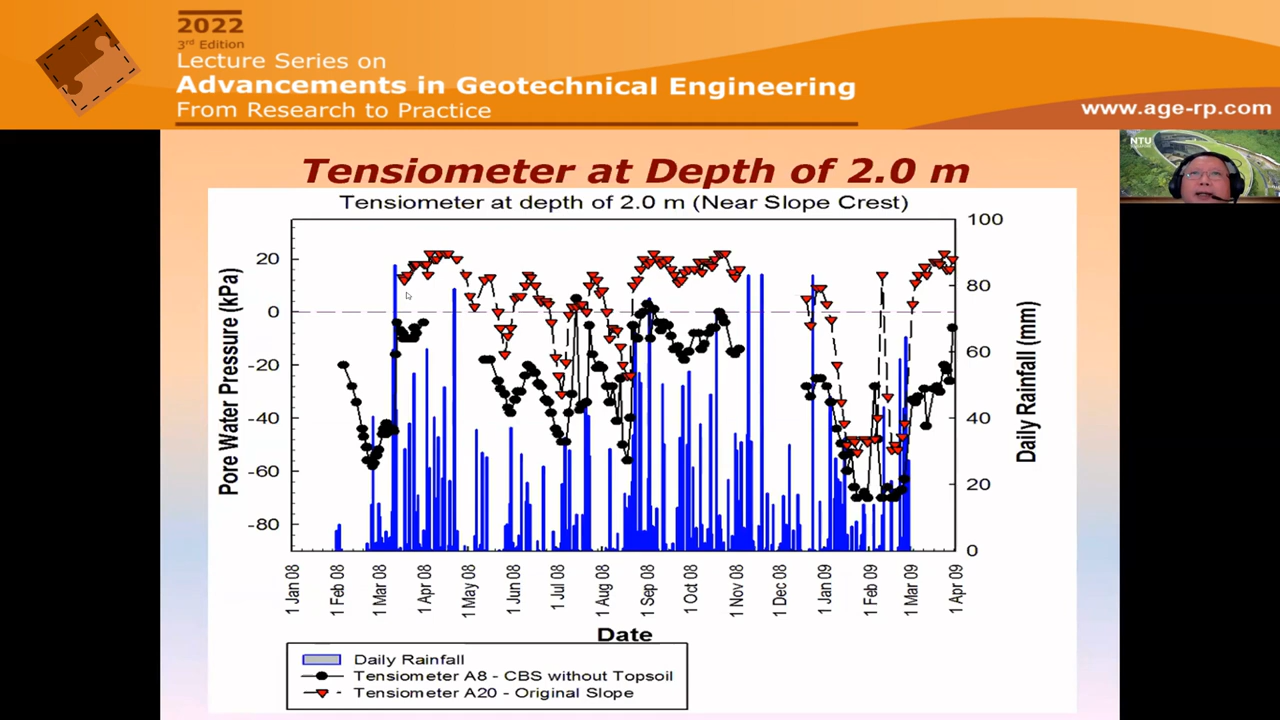 2022
3rd Edition
Lecture Series on
Advancements in Geotechnical Engineering
From Research to Practice
www.age-rp.com
NTU
Tensiometer at Depth of 2.0 m
Tensiometer at depth of 2.0 m (Near Slope Crest)
Pore Water Pressure (kPa)
20
0
-20
-40
-60
-80
100
80
60
40
20
0
Daily Rainfall (mm)
1 Jan 08
1 Feb 08
1 Mar 08
1 Apr 08
1 May 08
1 Jun 08
1 Jul 08
1 Aug 08
1 Sep 08
1 Oct 08
1 Nov 08
1 Dec 08
1 Jan 09
1 Feb 09
1 Mar 09
1 Apr 09
Date
Daily Rainfall
Tensiometer A8 - CBS without Topsoil
Tensiometer A20 - Original Slope